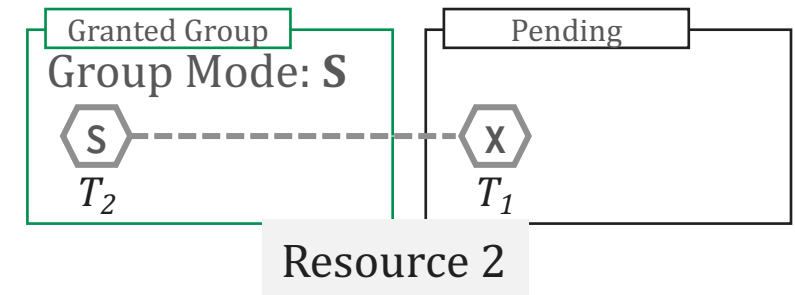 Granted Group
Pending
Group Mode: S
S
X
T2
T1
Resource 2